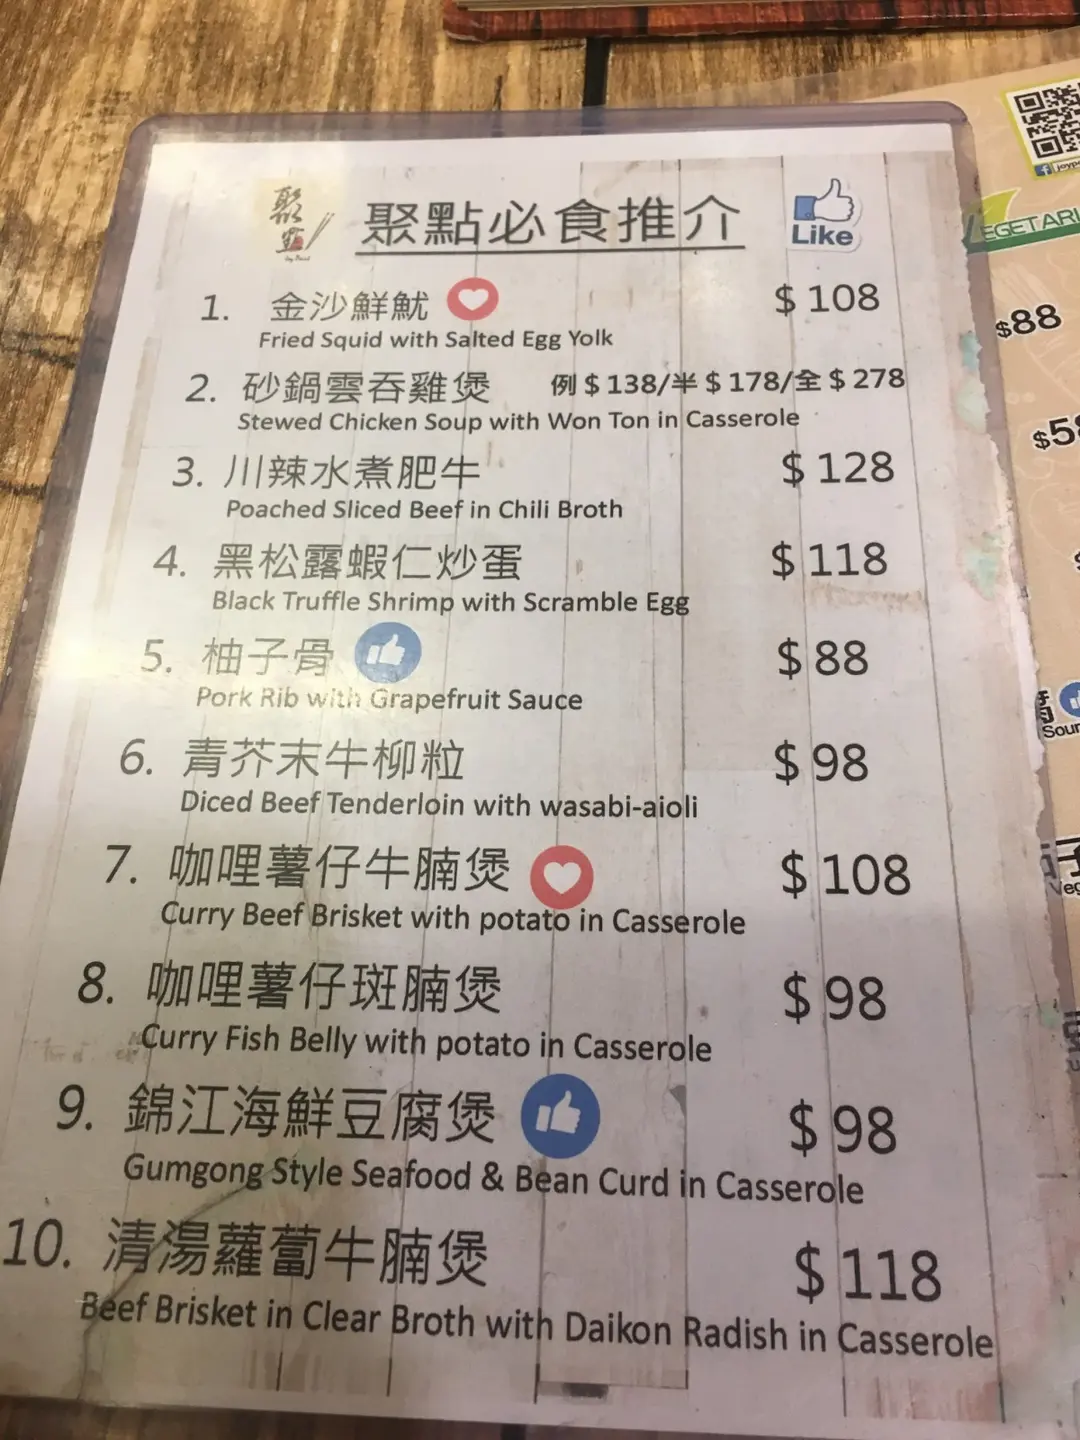 聚點
Joy Point
聚點必食推介
Like
1. 金沙鮮魷 $ 108
Fried Squid with Salted Egg Yolk
2. 砂鍋雲吞雞煲 例 $ 138/半 $ 178/全 $ 278
Stewed Chicken Soup with Won Ton in Casserole
3. 川辣水煮肥牛 $ 128
Poached Sliced Beef in Chili Broth
4. 黑松露蝦仁炒蛋 $ 118
Black Truffle Shrimp with Scramble Egg
5. 柚子骨 $ 88
Pork Rib with Grapefruit Sauce
6. 青芥末牛柳粒 $ 98
Diced Beef Tenderloin with wasabi-aioli
7. 咖哩薯仔牛腩煲 $ 108
Curry Beef Brisket with potato in Casserole
8. 咖哩薯仔斑腩煲 $ 98
Curry Fish Belly with potato in Casserole
9. 錦江海鮮豆腐煲 $ 98
Gumgong Style Seafood & Bean Curd in Casserole
10. 清湯蘿蔔牛腩煲 $ 118
Beef Brisket in Clear Broth with Daikon Radish in Casserole
$88